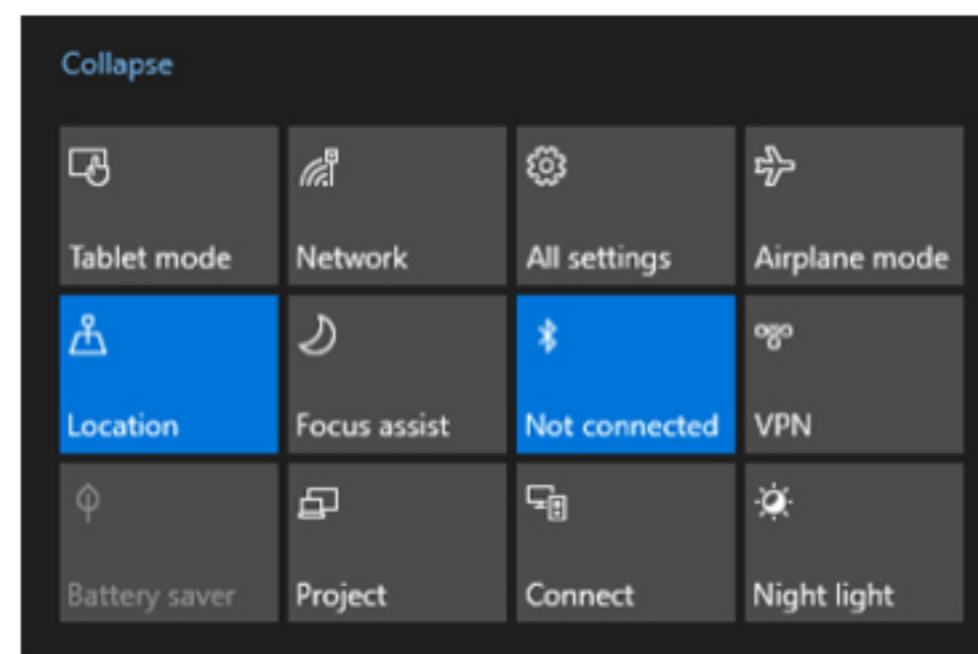 Collapse
Tablet mode
Network
All settings
Airplane mode
Location
Focus assist
Not connected
VPN
Battery saver
Project
Connect
Night light